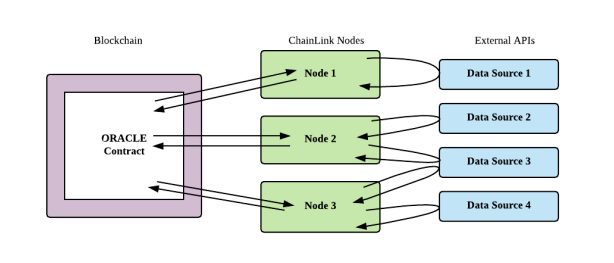 Blockchain
ChainLink Nodes
External APIs
ORACLE
Contract
Node 1
Node 2
Node 3
Data Source 1
Data Source 2
Data Source 3
Data Source 4